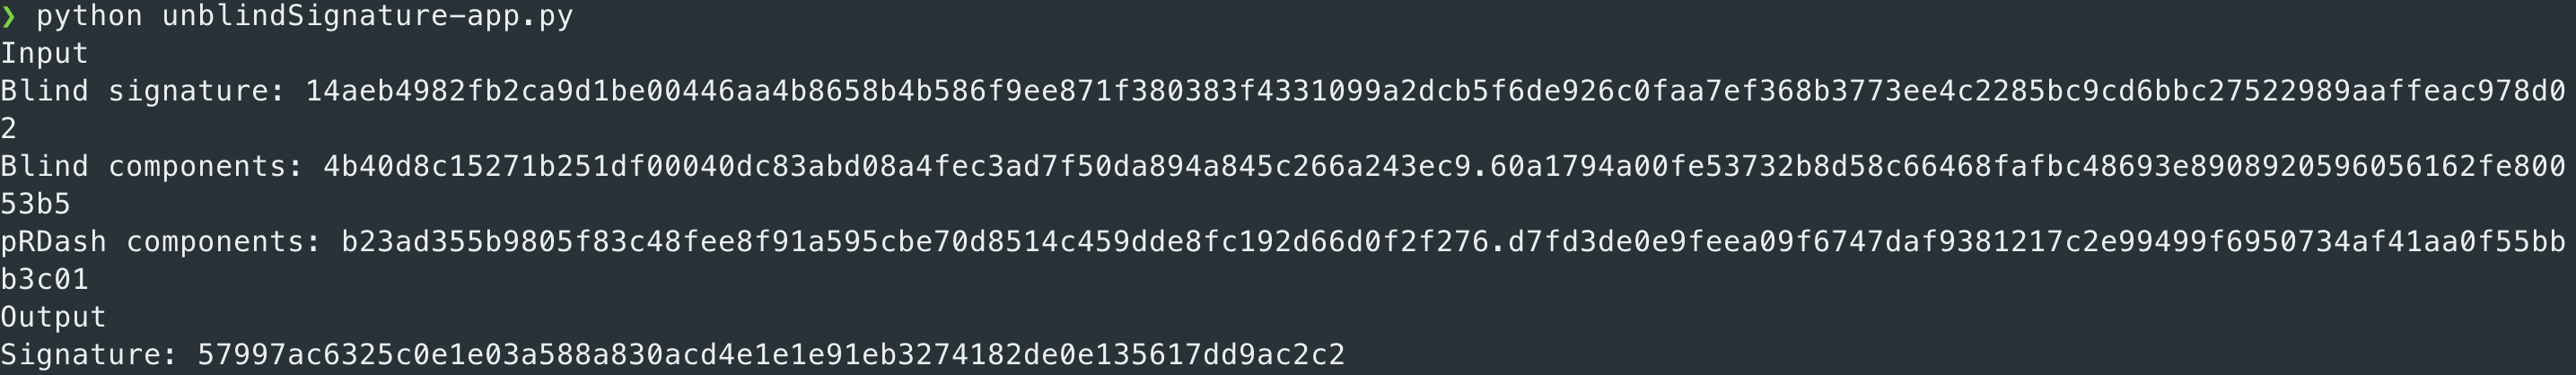 ❯ python unblindSignature-app.py
Input
Blind signature: 14aeb4982fb2ca9d1be00446aa4b8658b4b586f9ee871f380383f4331099a2dcb5f6de926c0faa7ef368b3773ee4c2285bc9cd6bbc27522989aaffeac978d0
2
Blind components: 4b40d8c15271b251df00040dc83abd08a4fec3ad7f50da894a845c266a243ec9.60a1794a00fe53732b8d58c66468fafbc48693e8908920596056162fe800
53b5
pRDash components: b23ad355b9805f83c48fee8f91a595cbe70d8514c459dde8fc192d66d0f2f276.d7fd3de0e9feea09f6747daf9381217c2e99499f6950734af41aa0f55bb
b3c01
Output
Signature: 57997ac6325c0e1e03a588a830acd4e1e1e91eb3274182de0e135617dd9ac2c2